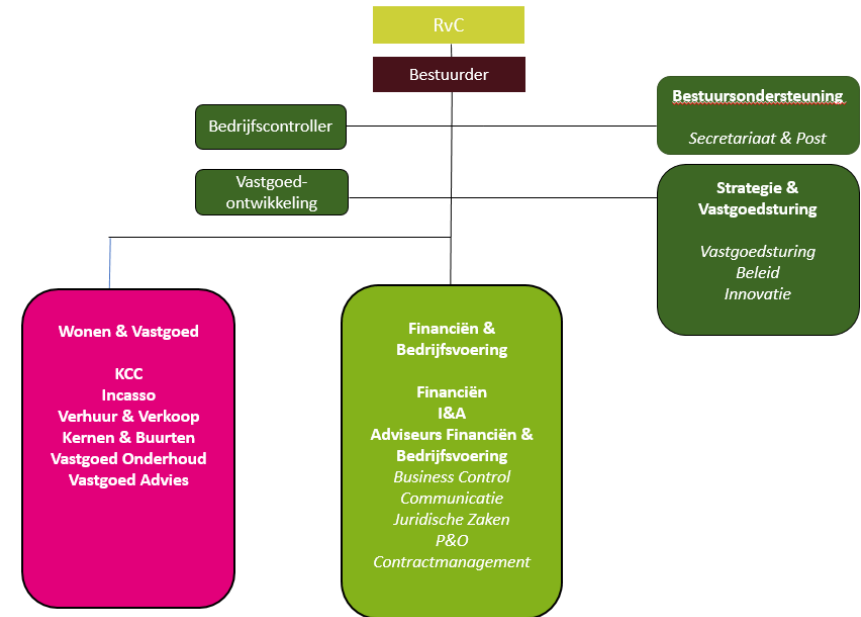 RvC
Bestuurder
Bedrijfscontroller
Bestuursondersteuning
Secretariaat & Post
Vastgoed-
ontwikkeling
Strategie &
Vastgoedsturing
Vastgoedsturing
Beleid
Innovatie
Wonen & Vastgoed
KCC
Incasso
Verhuur & Verkoop
Kernen & Buurten
Vastgoed Onderhoud
Vastgoed Advies
Financiën &
Bedrijfsvoering
Financiën
I&A
Adviseurs Financiën &
Bedrijfsvoering
Business Control
Communicatie
Juridische Zaken
P&O
Contractmanagement